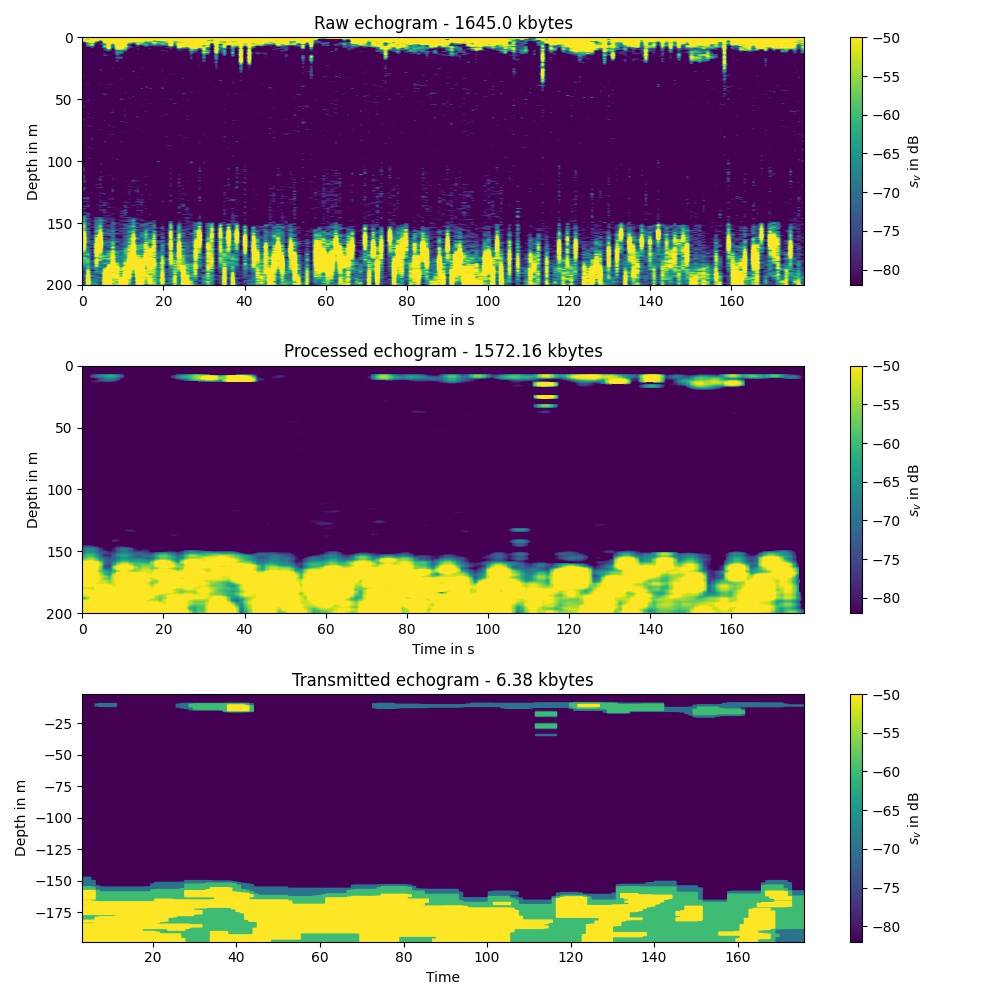 Raw echogram - 1645.0 kbytes
0
50
100
150
200
Depth in m
0 20 40 60 80 100 120 140 160
Time in s
−50
−55
−60
−65
−70
−75
−80
sv in dB
Processed echogram - 1572.16 kbytes
0
50
100
150
200
Depth in m
0 20 40 60 80 100 120 140 160
Time in s
−50
−55
−60
−65
−70
−75
−80
sv in dB
Transmitted echogram - 6.38 kbytes
−25
−50
−75
−100
−125
−150
−175
Depth in m
20 40 60 80 100 120 140 160
Time
−50
−55
−60
−65
−70
−75
−80
sv in dB